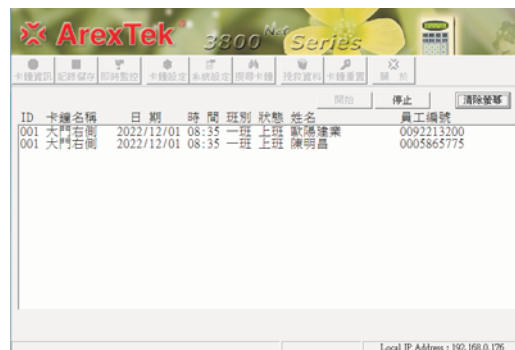 ArexTek
3800 Net Series
卡鐘資訊 紀錄儲存 即時監控 卡鐘設定 系統設定 搜尋卡鐘 挽救資料 卡鐘重置 關 於
開始 停止 清除螢幕
ID 卡鐘名稱 日 期 時 間 班別 狀態 姓名 員工編號
001 大門右側 2022/12/01 08:35 一班 上班 歐陽建業 0092213200
001 大門右側 2022/12/01 08:35 一班 上班 陳明昌 0005865775
Local IP Address : 192.168.0.176